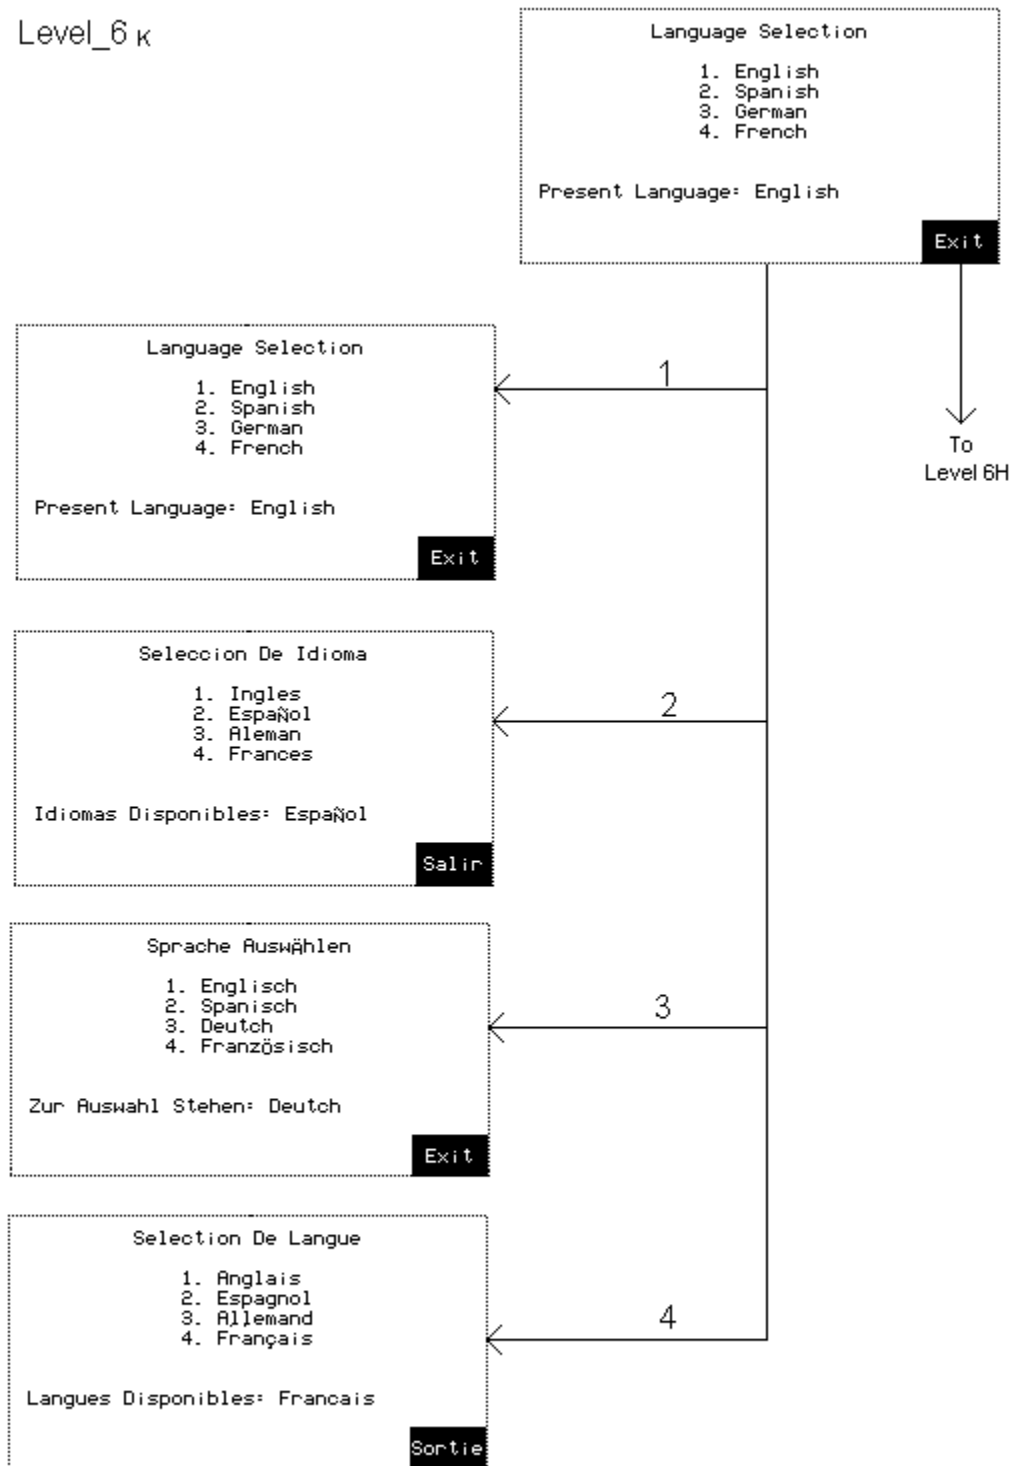 Level_6 K
Language Selection
1. English
2. Spanish
3. German
4. French
Present Language: English
Exit
To
Level 6H
1
Language Selection
1. English
2. Spanish
3. German
4. French
Present Language: English
Exit
2
Seleccion De Idioma
1. Ingles
2. EspaÑol
3. Aleman
4. Frances
Idiomas Disponibles: EspaÑol
Salir
3
Sprache AuswÄhlen
1. Englisch
2. Spanisch
3. Deutch
4. Französisch
Zur Auswahl Stehen: Deutch
Exit
4
Selection De Langue
1. Anglais
2. Espagnol
3. Allemand
4. Français
Langues Disponibles: Francais
Sortie